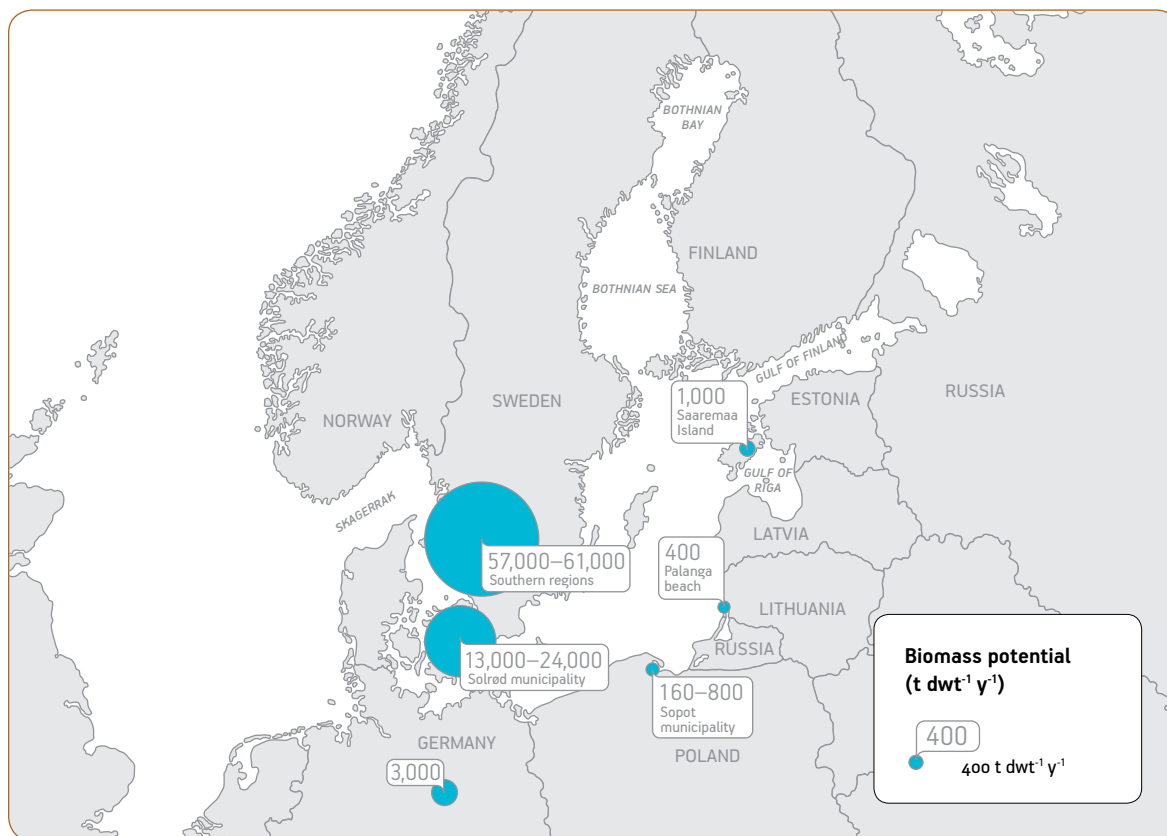 BOTHNIAN
BAY
FINLAND
BOTHNIAN SEA
GULF OF FINLAND
1,000
Saaremaa
Island
ESTONIA
RUSSIA
SWEDEN
NORWAY
GULF OF
RIGA
SKAGERRAK
LATVIA
57,000–61,000
Southern regions
400
Palanga
beach
LITHUANIA
RUSSIA
13,000–24,000
Solrød municipality
160–800
Sopot
municipality
POLAND
GERMANY
3,000
Biomass potential
(t dwt⁻¹ y⁻¹)
400
400 t dwt⁻¹ y⁻¹